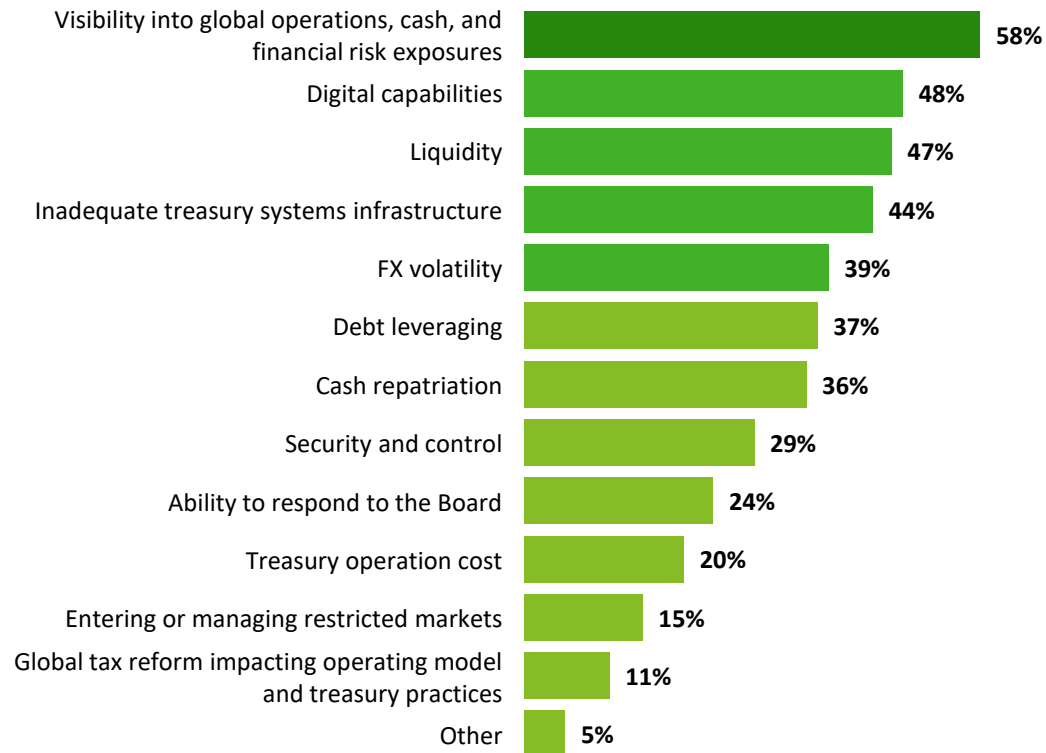 Visibility into global operations, cash, and
financial risk exposures
58%
Digital capabilities
48%
Liquidity
47%
Inadequate treasury systems infrastructure
44%
FX volatility
39%
Debt leveraging
37%
Cash repatriation
36%
Security and control
29%
Ability to respond to the Board
24%
Treasury operation cost
20%
Entering or managing restricted markets
15%
Global tax reform impacting operating model
and treasury practices
11%
Other
5%